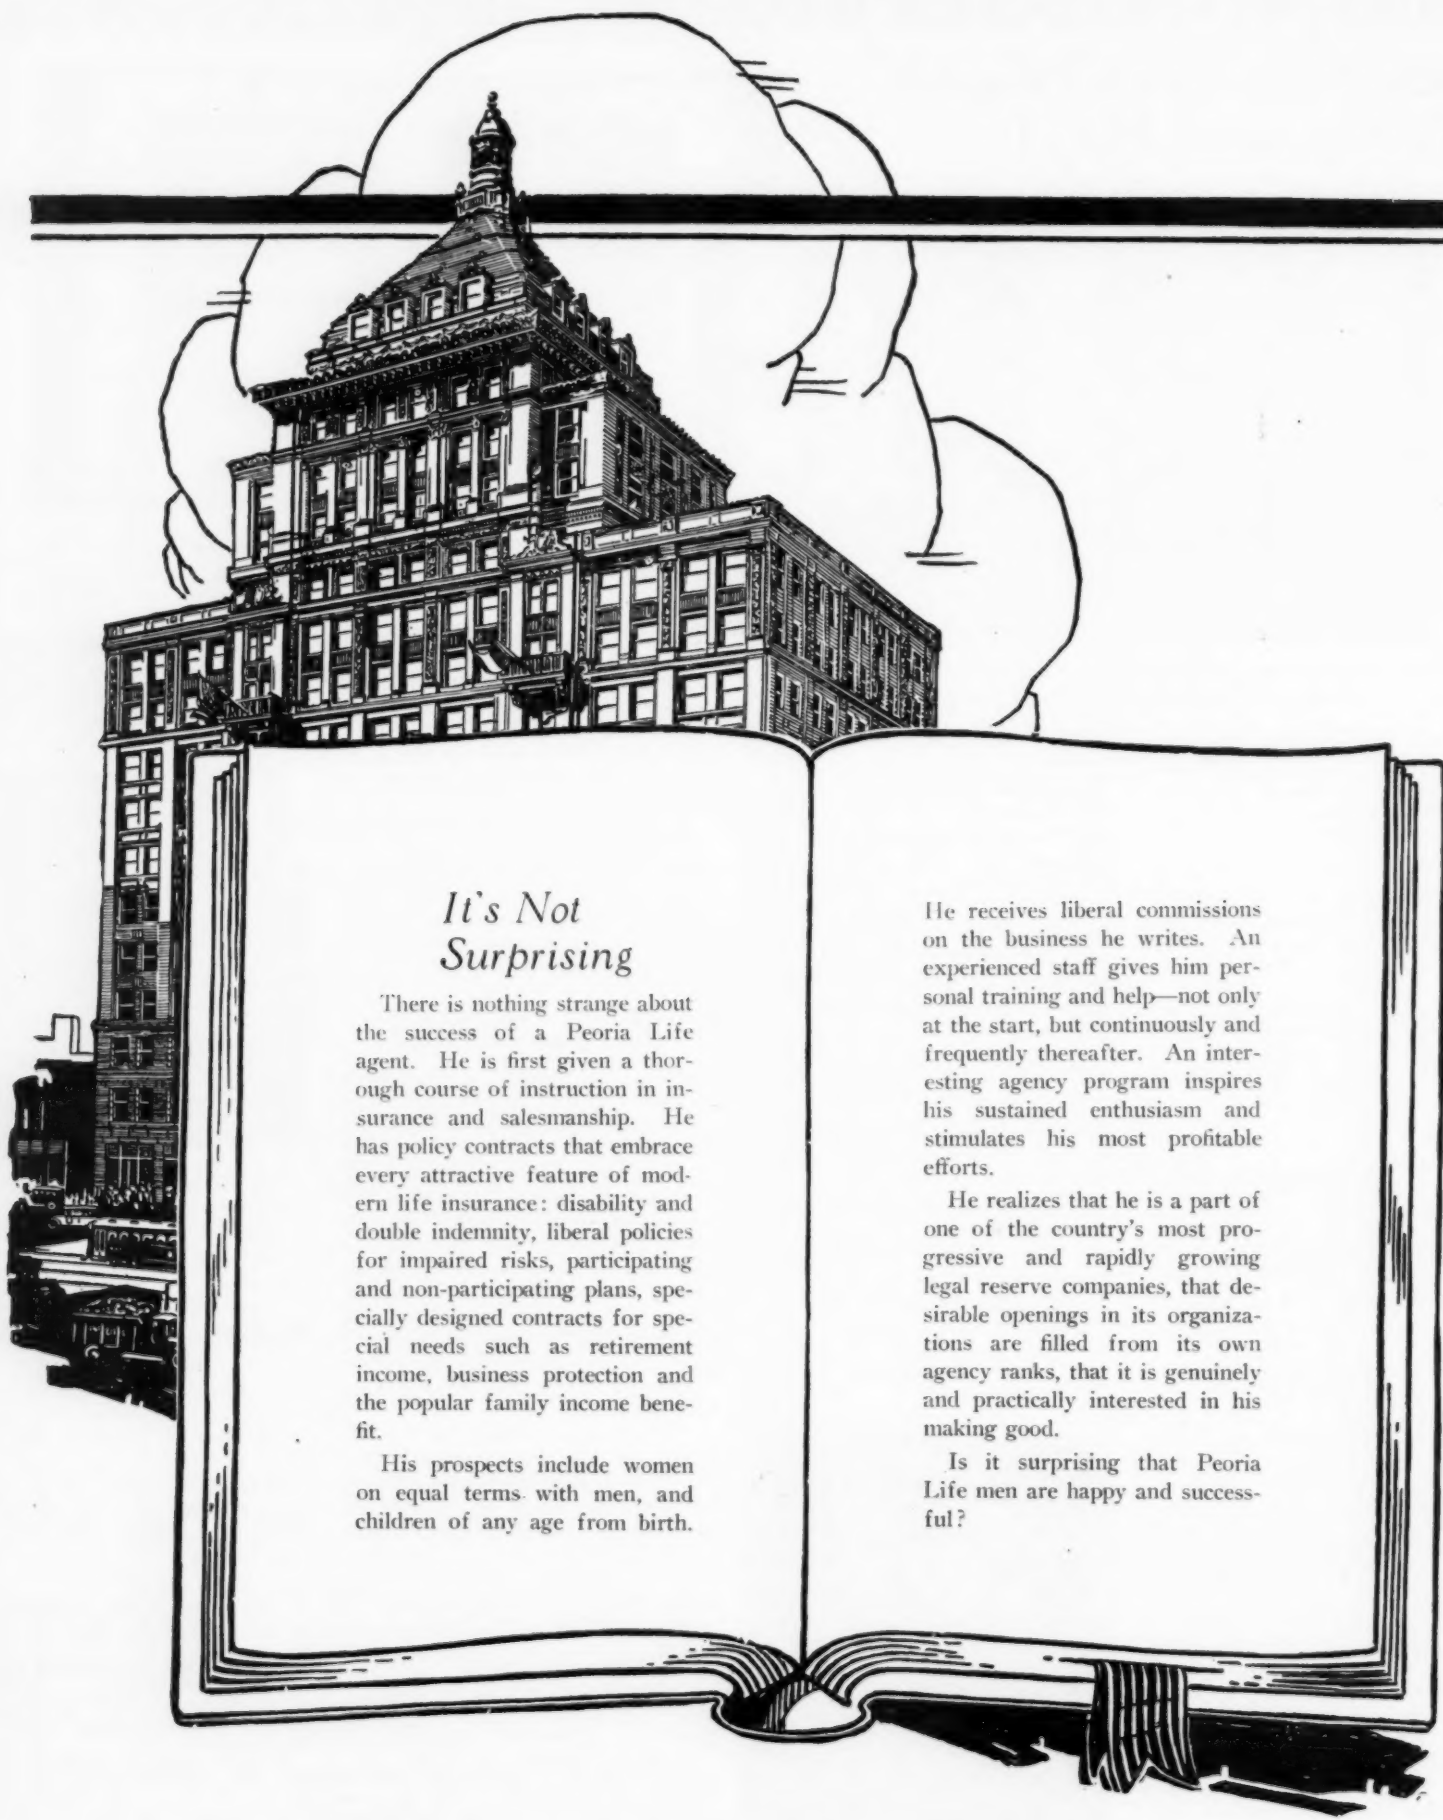 It's Not
Surprising
There is nothing strange about
the success of a Peoria Life
agent. He is first given a thor-
ough course of instruction in in-
surance and salesmanship. He
has policy contracts that embrace
every attractive feature of mod-
ern life insurance: disability and
double indemnity, liberal policies
for impaired risks, participating
and non-participating plans, spe-
cially designed contracts for spe-
cial needs such as retirement
income, business protection and
the popular family income bene-
fit.
His prospects include women
on equal terms with men, and
children of any age from birth.
He receives liberal commissions
on the business he writes. An
experienced staff gives him per-
sonal training and help—not only
at the start, but continuously and
frequently thereafter. An inter-
esting agency program inspires
his sustained enthusiasm and
stimulates his most profitable
efforts.
He realizes that he is a part of
one of the country's most pro-
gressive and rapidly growing
legal reserve companies, that de-
sirable openings in its organiza-
tions are filled from its own
agency ranks, that it is genuinely
and practically interested in his
making good.
Is it surprising that Peoria
Life men are happy and success-
ful?